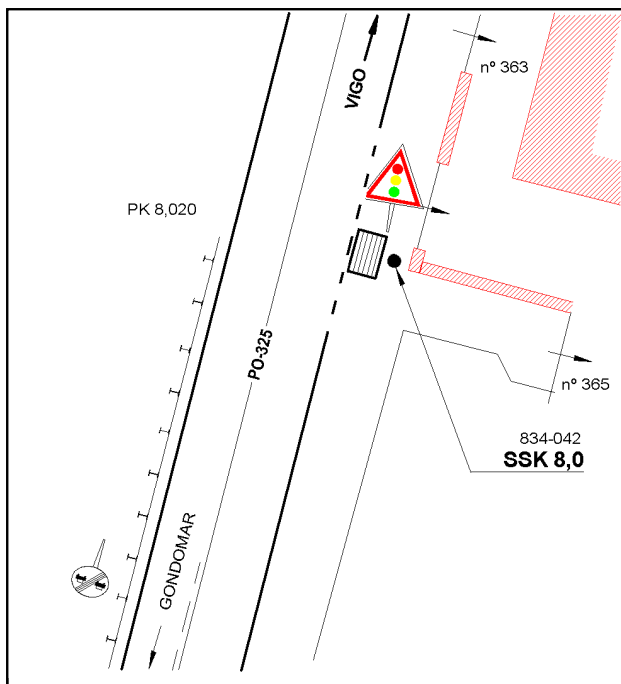 VIGO
nº 363
PK 8,020
PO-325
nº 365
834-042
SSK 8,0
GONDOMAR